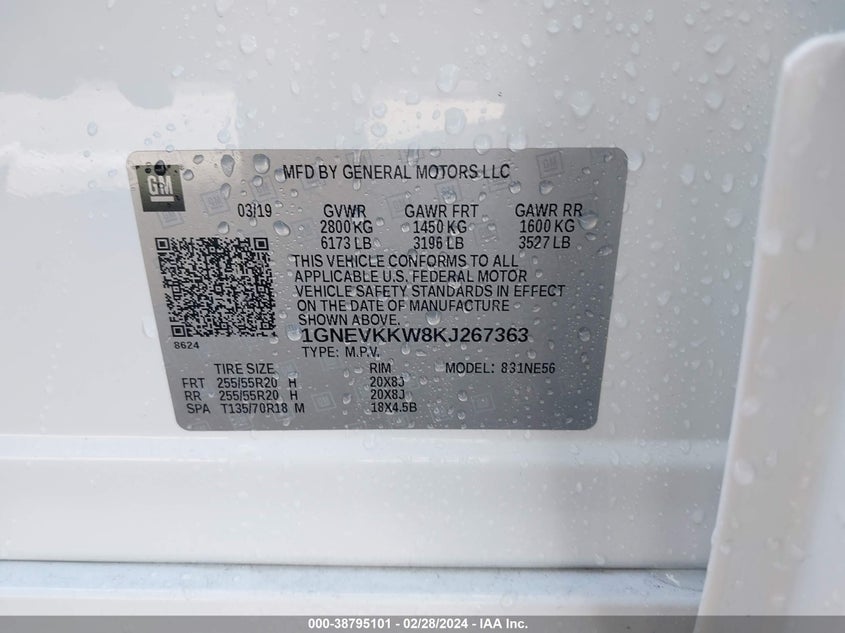 GM
MFD BY GENERAL MOTORS LLC
03/19 GVWR GAWR FRT GAWR RR
2800 KG 1450 KG 1600 KG
6173 LB 3196 LB 3527 LB
THIS VEHICLE CONFORMS TO ALL
APPLICABLE U.S. FEDERAL MOTOR
VEHICLE SAFETY STANDARDS IN EFFECT
ON THE DATE OF MANUFACTURE
SHOWN ABOVE.
8624
1GNEVKKW8KJ267363
TYPE: M.P.V.
TIRE SIZE RIM MODEL: 831NE56
FRT 255/55R20 H 20X8J
RR 255/55R20 H 20X8J
SPA T135/70R18 M 18X4.5B
000-38795101 - 02/28/2024 - IAA Inc.